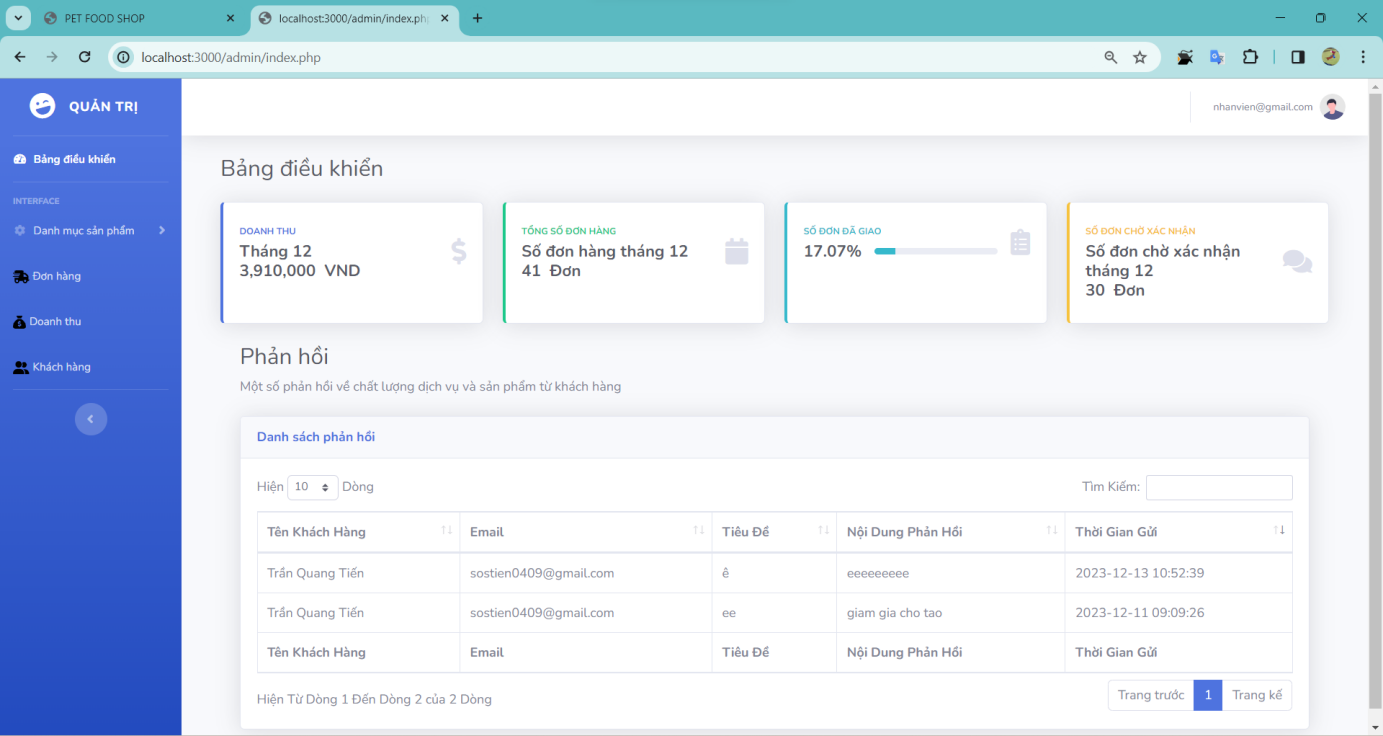 PET FOOD SHOP
localhost:3000/admin/index.php
localhost:3000/admin/index.php
QUẢN TRỊ
nhanvien@gmail.com
Bảng điều khiển
INTERFACE
Danh mục sản phẩm
Đơn hàng
Doanh thu
Khách hàng
Bảng điều khiển
DOANH THU
Tháng 12
3,910,000 VND
TỔNG SỐ ĐƠN HÀNG
Số đơn hàng tháng 12
41 Đơn
SỐ ĐƠN ĐÃ GIAO
17.07%
SỐ ĐƠN CHỜ XÁC NHẬN
Số đơn chờ xác nhận
tháng 12
30 Đơn
Phản hồi
Một số phản hồi về chất lượng dịch vụ và sản phẩm từ khách hàng
Danh sách phản hồi
Hiện 10 Dòng
Tìm Kiếm:
Tên Khách Hàng Email Tiêu Đề Nội Dung Phản Hồi Thời Gian Gửi
Trần Quang Tiến sostien0409@gmail.com ê eeeeeeeee 2023-12-13 10:52:39
Trần Quang Tiến sostien0409@gmail.com ee giam gia cho tao 2023-12-11 09:09:26
Tên Khách Hàng Email Tiêu Đề Nội Dung Phản Hồi Thời Gian Gửi
Hiện Từ Dòng 1 Đến Dòng 2 của 2 Dòng
Trang trước 1 Trang kế